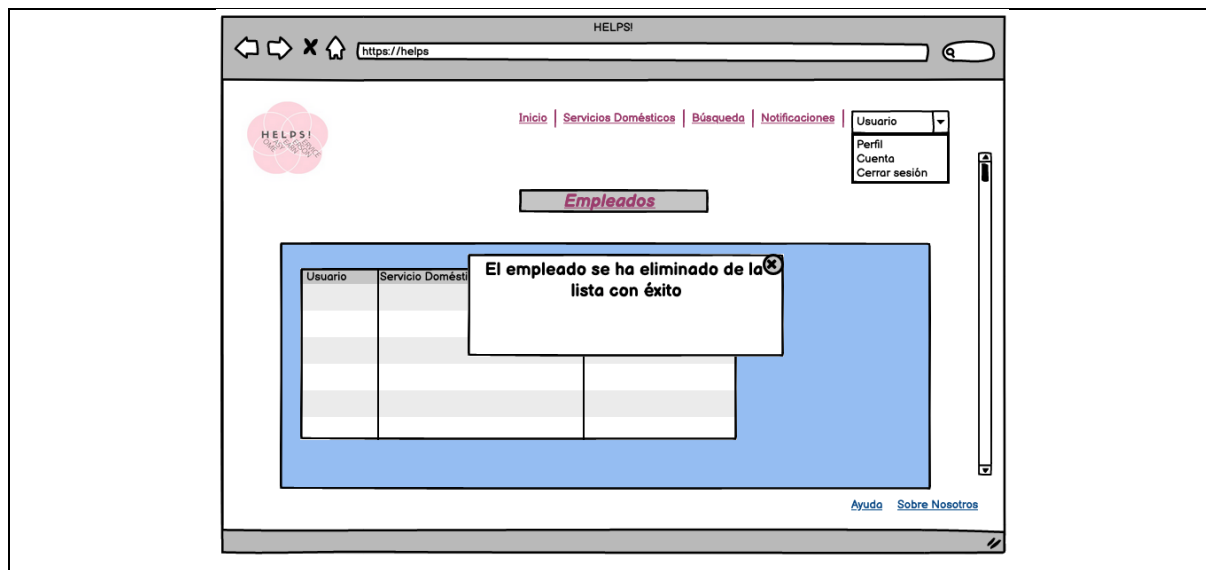 HELPS!
https://helps
HELPS!
Inicio
Servicios Domésticos
Búsqueda
Notificaciones
Usuario
Perfil
Cuenta
Cerrar sesión
Empleados
El empleado se ha eliminado de la
lista con éxito
Usuario
Servicio Domésti
Ayuda
Sobre Nosotros